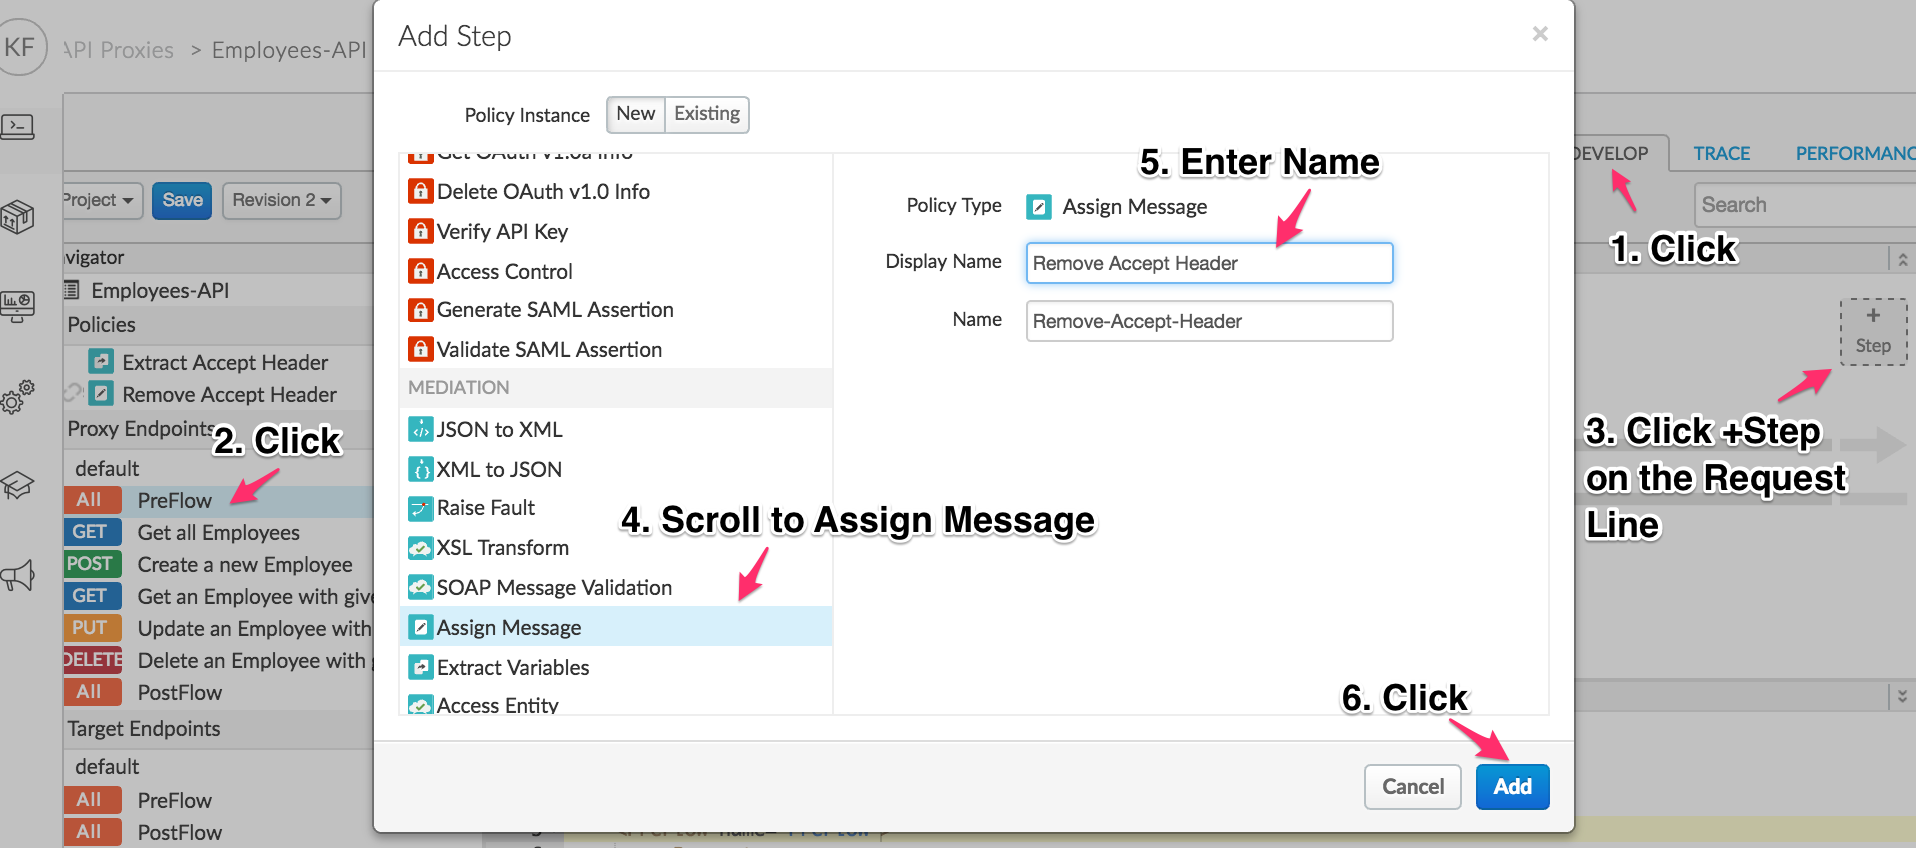 KF
API Proxies > Employees-API
Project
Save
Revision 2
vigator
Employees-API
Policies
Extract Accept Header
Remove Accept Header
Proxy Endpoints
2. Click
default
All PreFlow
GET Get all Employees
POST Create a new Employee
GET Get an Employee with give
PUT Update an Employee with
DELETE Delete an Employee with g
All PostFlow
Target Endpoints
default
All PreFlow
All PostFlow
Add Step
×
Policy Instance New Existing
Get OAuth v1.0a Info
Delete OAuth v1.0 Info
Verify API Key
Access Control
Generate SAML Assertion
Validate SAML Assertion
MEDIATION
JSON to XML
XML to JSON
Raise Fault
XSL Transform
SOAP Message Validation
Assign Message
Extract Variables
Access Entity
4. Scroll to Assign Message
5. Enter Name
Policy Type Assign Message
Display Name Remove Accept Header
Name Remove-Accept-Header
6. Click
Cancel Add
DEVELOP TRACE PERFORMANC
Search
1. Click
+
Step
3. Click +Step
on the Request
Line